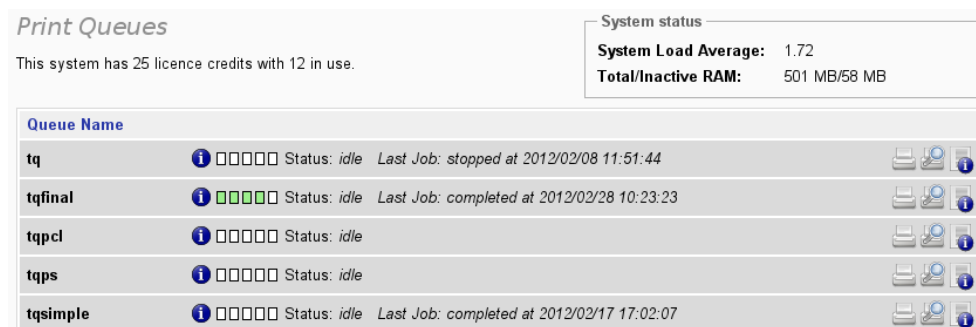 Print Queues
This system has 25 licence credits with 12 in use.
System status
System Load Average: 1.72
Total/Inactive RAM: 501 MB/58 MB
Queue Name
tq Status: idle Last Job: stopped at 2012/02/08 11:51:44
tqfinal Status: idle Last Job: completed at 2012/02/28 10:23:23
tqpcl Status: idle
tqps Status: idle
tqsimple Status: idle Last Job: completed at 2012/02/17 17:02:07